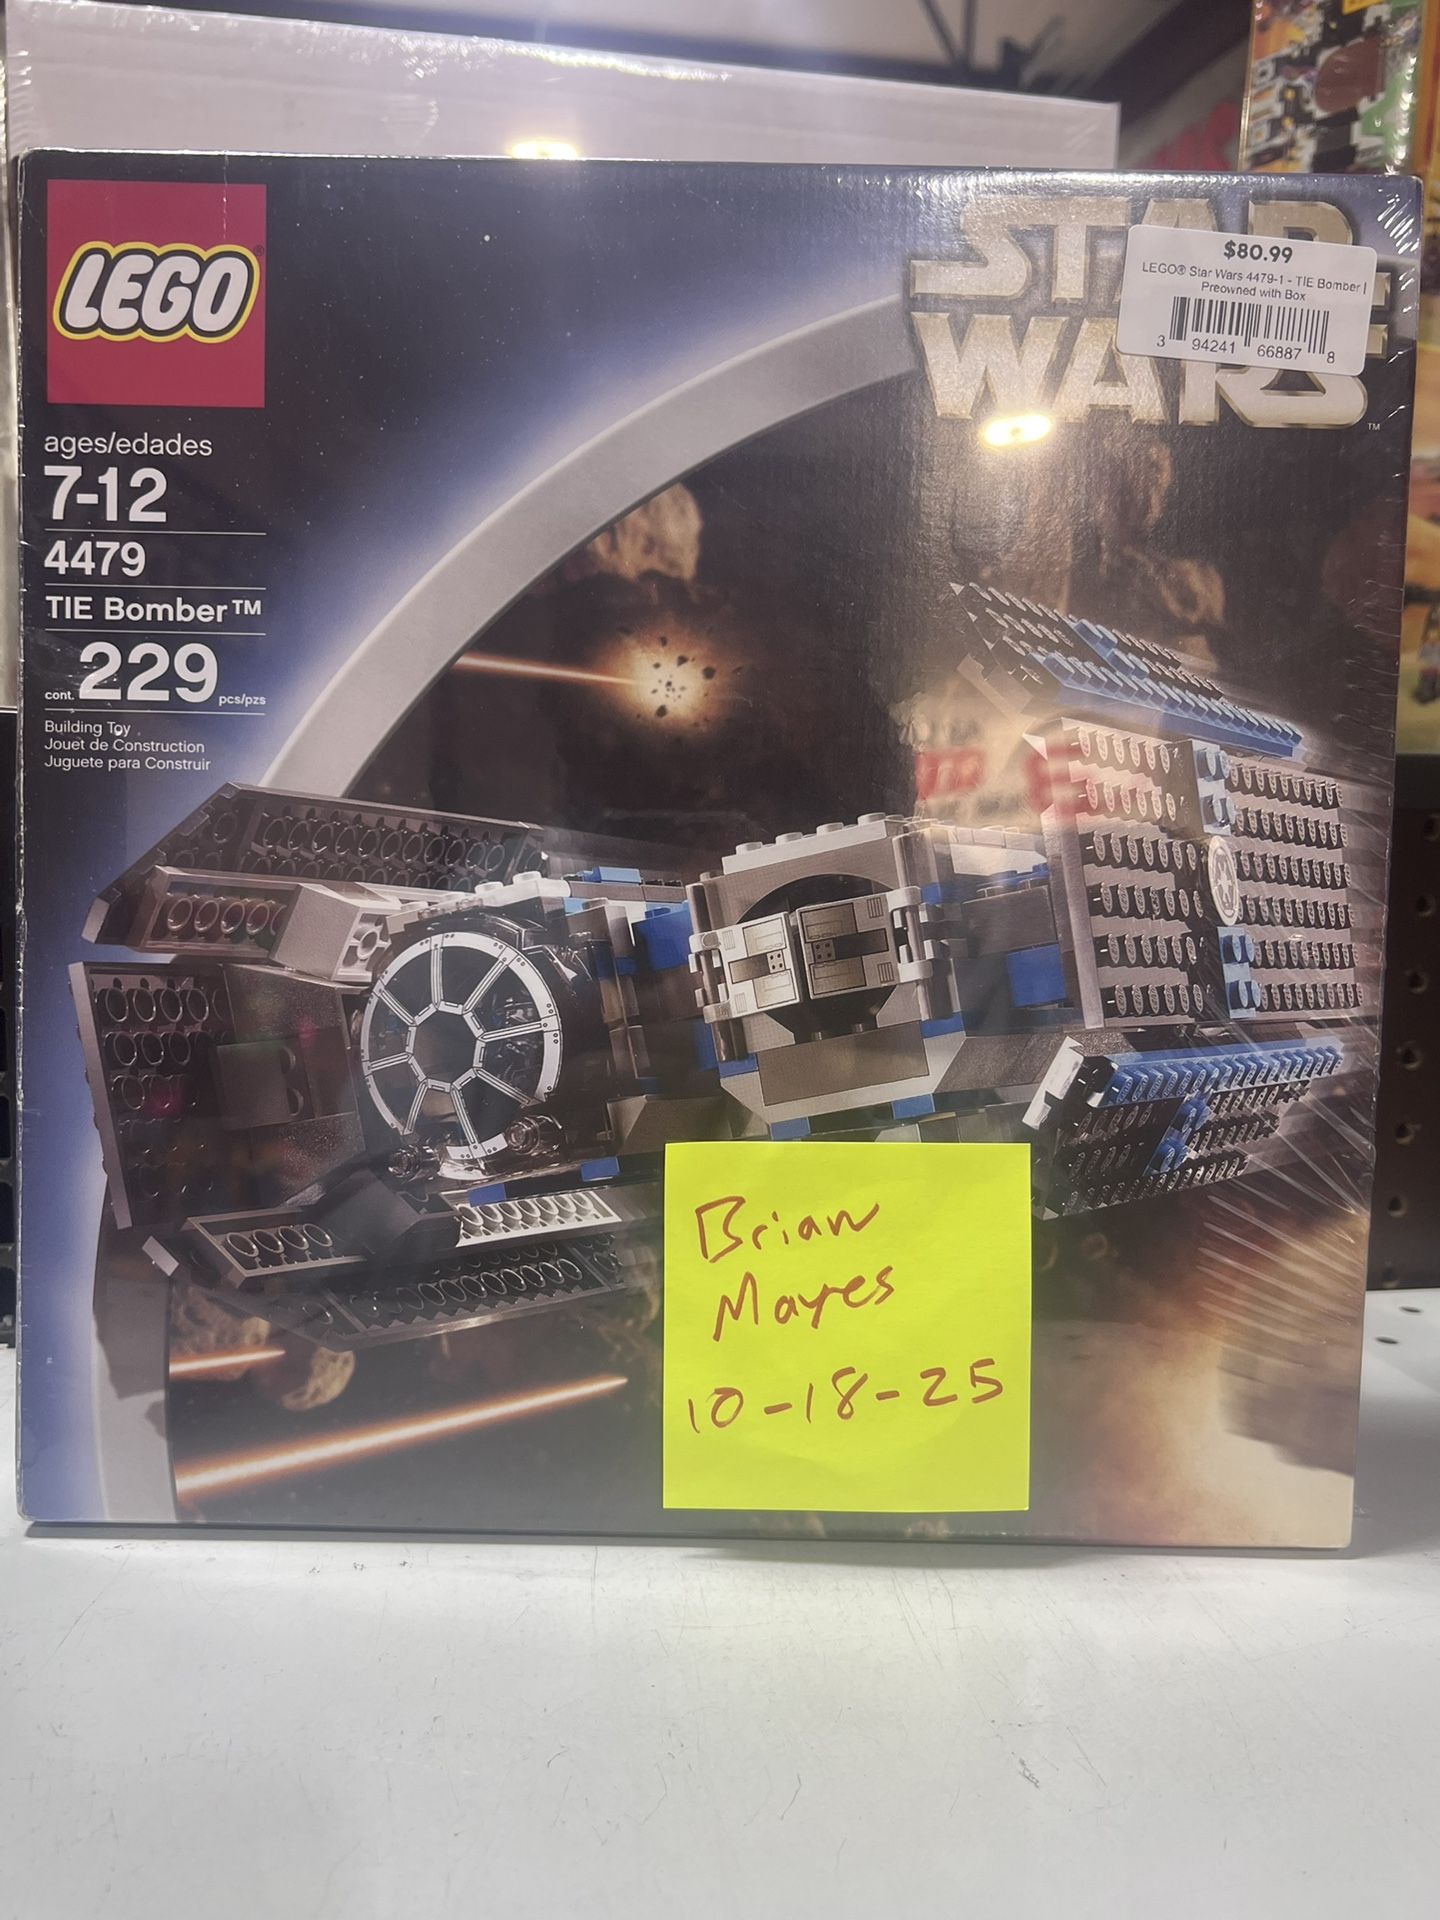 LEGO®
ages/edades
7-12
4479
TIE Bomber™
cont. 229 pcs/pzs
Building Toy
Jouet de Construction
Juguete para Construir
STAR
WARS™
$80.99
LEGO® Star Wars 4479-1 - TIE Bomber |
Preowned with Box
3 94241 66887 8
Brian
Mayes
10-18-25